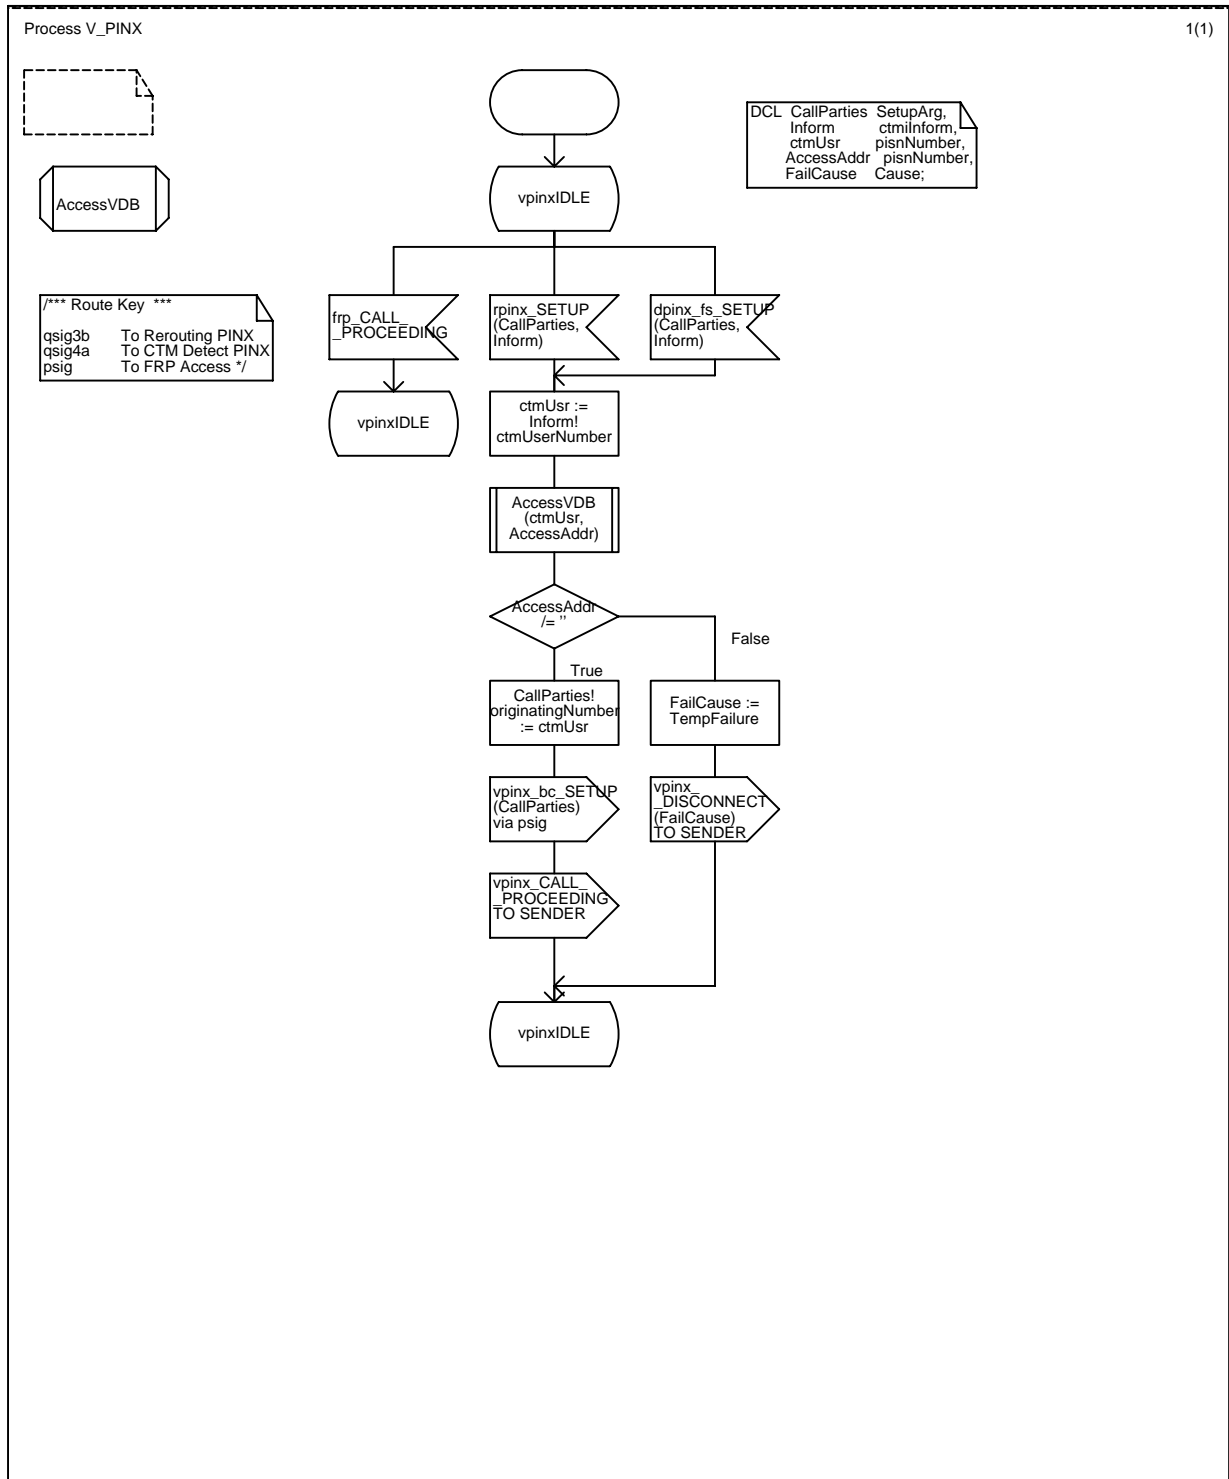 Process V_PINX
1(1)
DCL CallParties SetupArg,
Inform ctmiInform,
ctmUsr pisnNumber,
AccessAddr pisnNumber,
FailCause Cause;
vpinxIDLE
AccessVDB
/*** Route Key ***
qsig3b To Rerouting PINX
qsig4a To CTM Detect PINX
psig To FRP Access */
frp_CALL_
_PROCEEDING
rpinx_SETUP
(CallParties,
Inform)
dpinx_fs_SETUP
(CallParties,
Inform)
vpinxIDLE
ctmUsr :=
Inform!
ctmUserNumber
AccessVDB
(ctmUsr,
AccessAddr)
AccessAddr
/= ''
False
True
CallParties!
originatingNumber
:= ctmUsr
FailCause :=
TempFailure
vpinx_bc_SETUP
(CallParties)
via psig
vpinx_
_DISCONNECT
(FailCause)
TO SENDER
vpinx_CALL_
_PROCEEDING
TO SENDER
vpinxIDLE